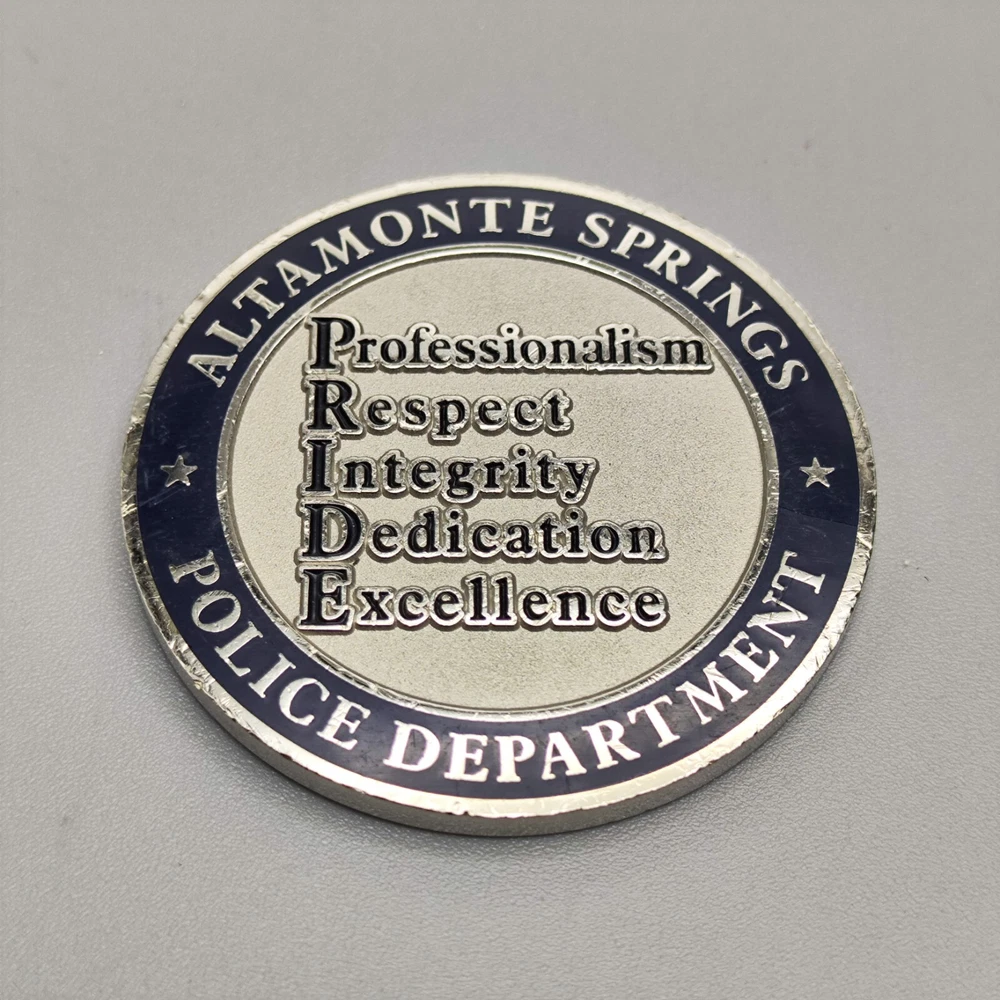 ALTAMONTE SPRINGS
Professionalism
Respect
Integrity
Dedication
Excellence
POLICE DEPARTMENT